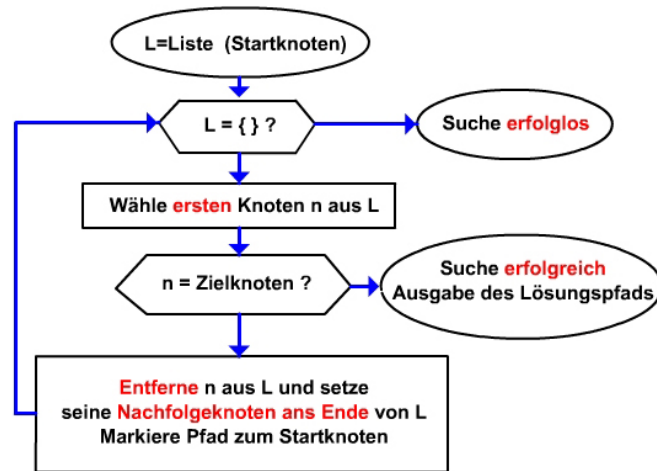 L=Liste (Startknoten)
L = { } ?
Suche erfolglos
Wähle ersten Knoten n aus L
n = Zielknoten ?
Suche erfolgreich
Ausgabe des Lösungspfads
Entferne n aus L und setze
seine Nachfolgeknoten ans Ende von L
Markiere Pfad zum Startknoten